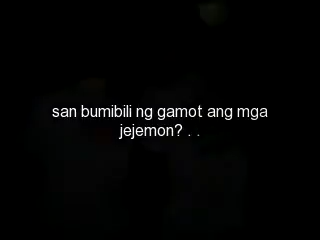 san bumibili ng gamot ang mga
jejemon? . .